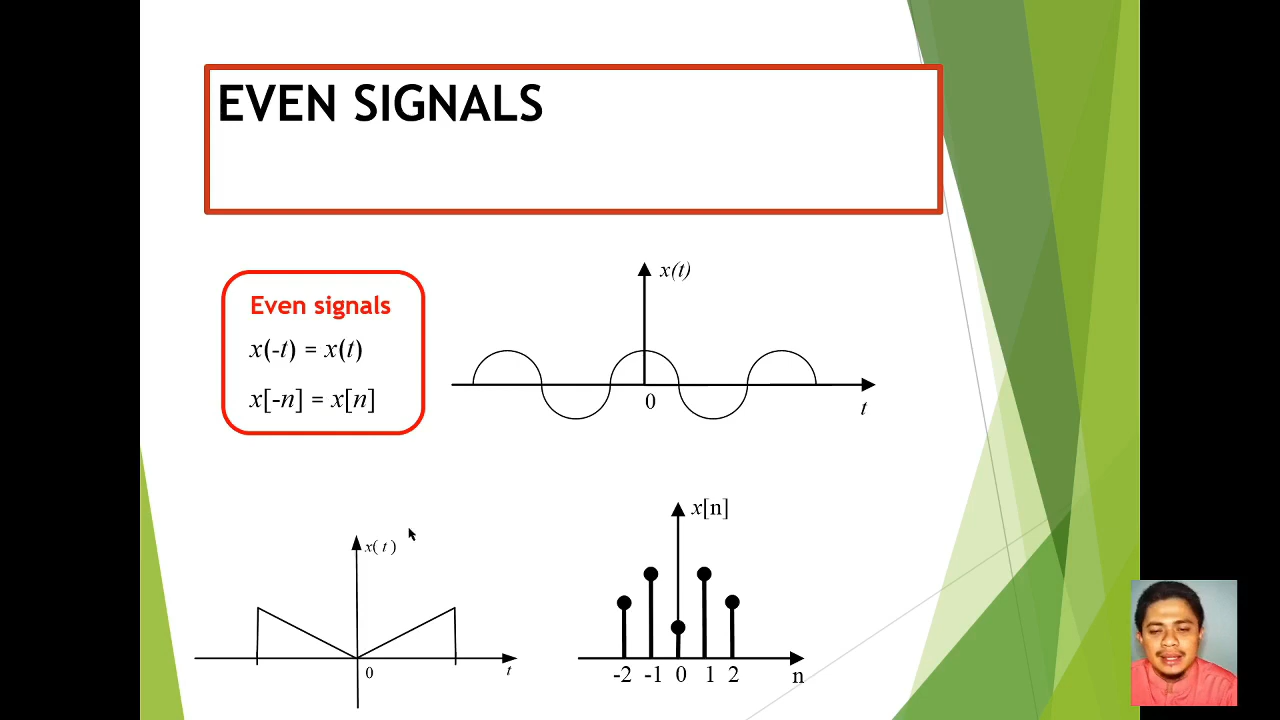 EVEN SIGNALS
Even signals
x(-t) = x(t)
x[-n] = x[n]
x(t)
0
t
x( t )
0
t
x[n]
-2 -1 0 1 2
n